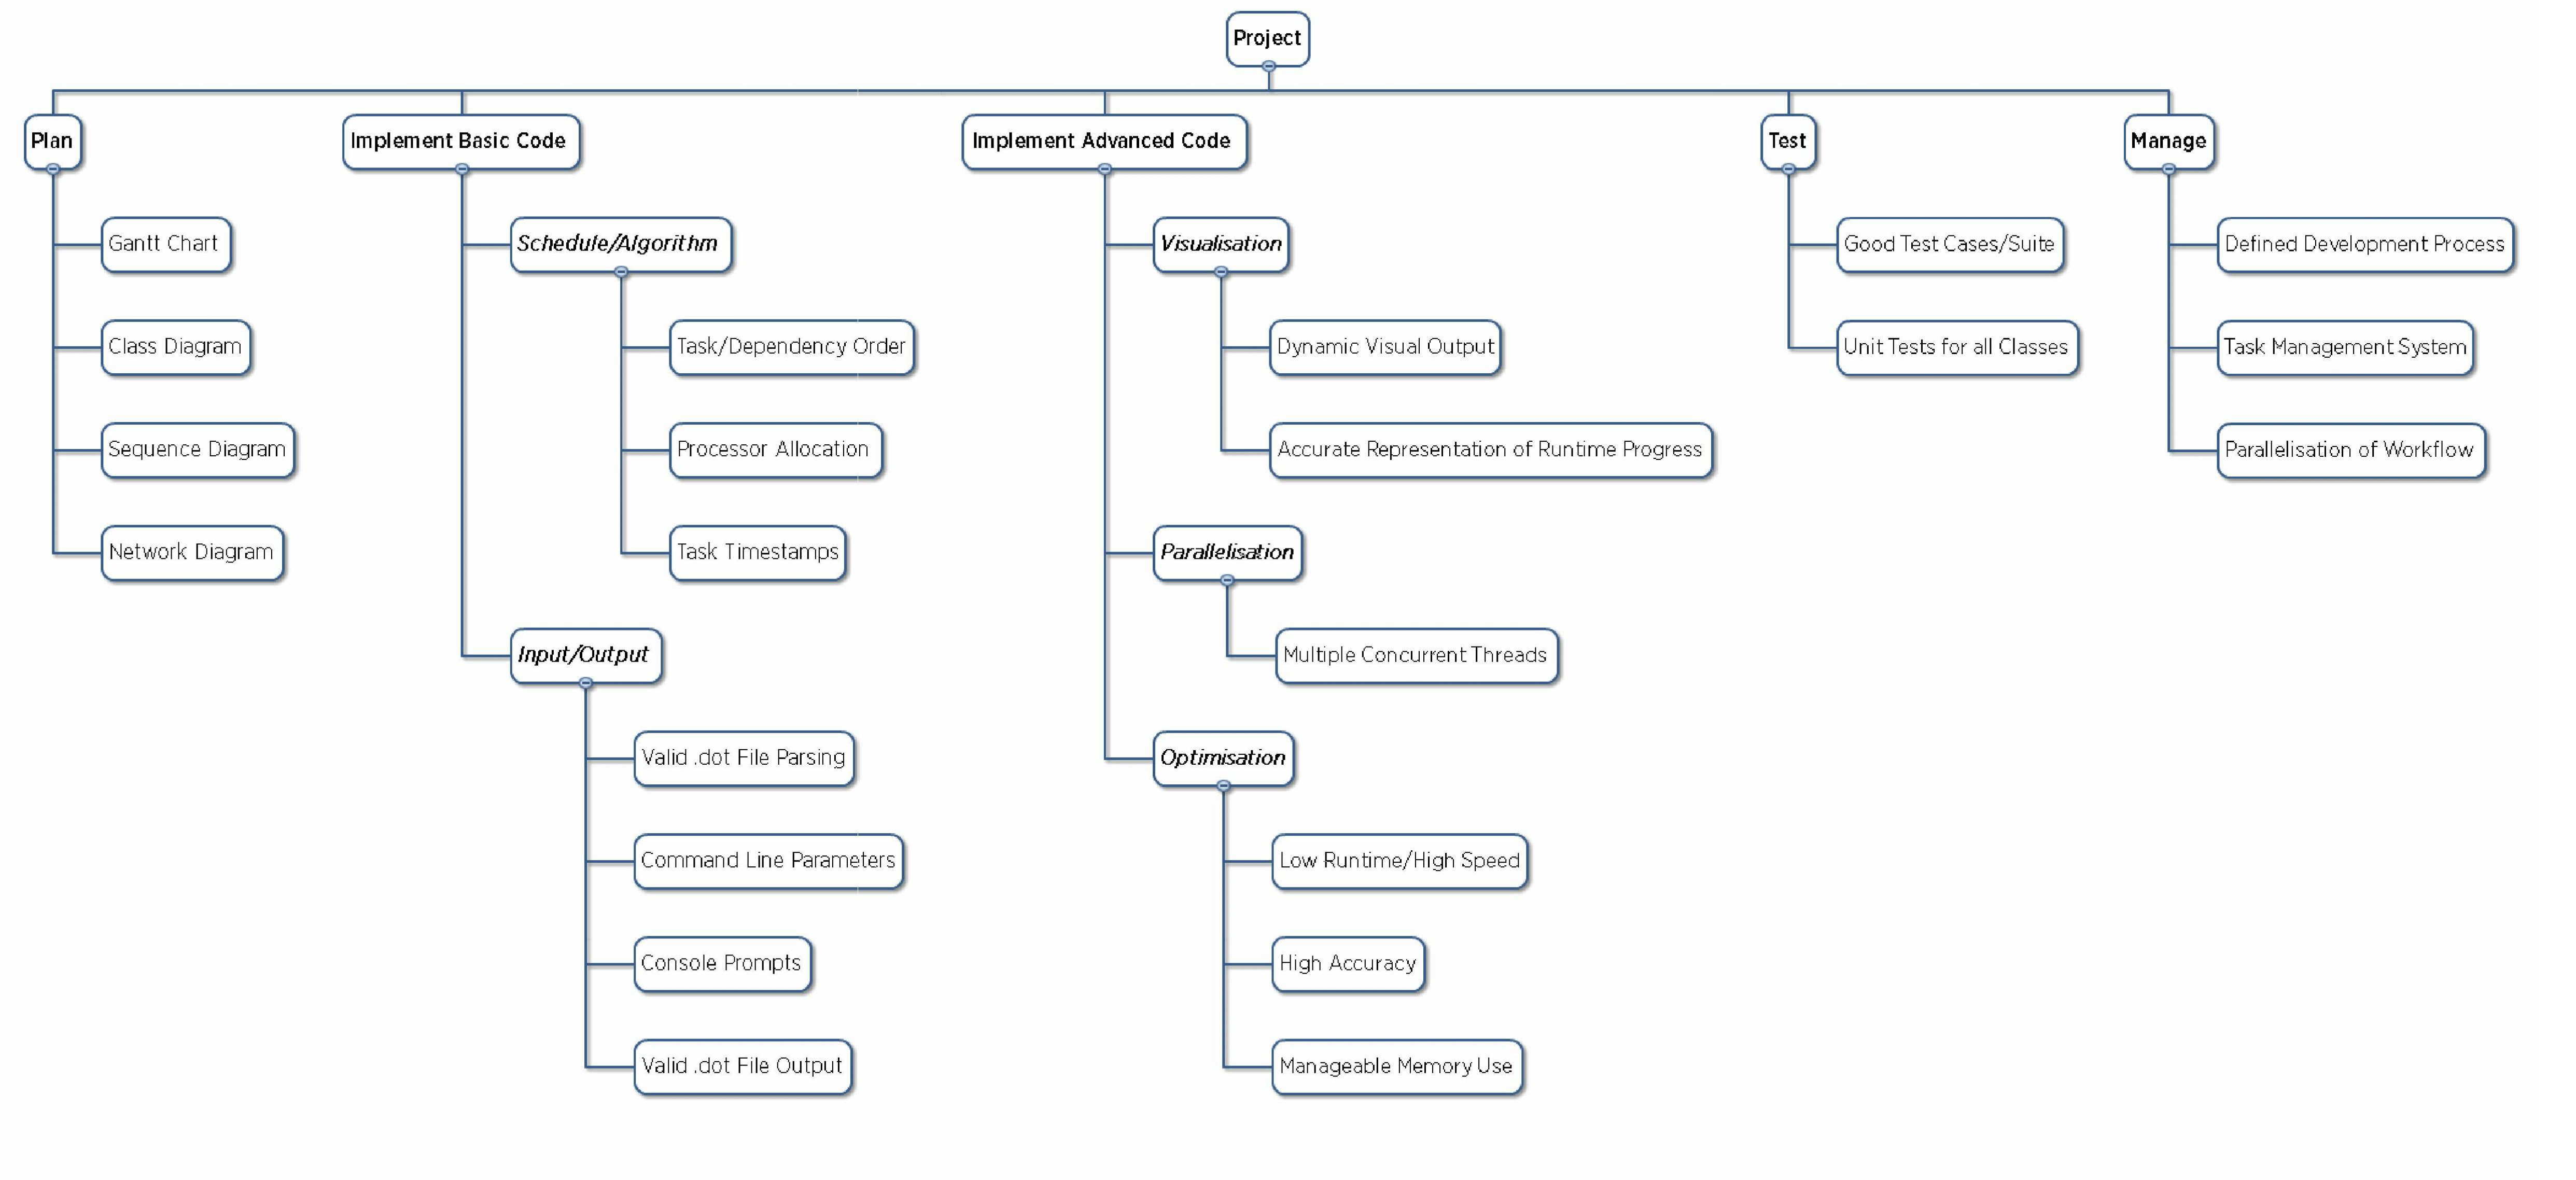 Project
Plan
Gantt Chart
Class Diagram
Sequence Diagram
Network Diagram
Implement Basic Code
Schedule/Algorithm
Task/Dependency Order
Processor Allocation
Task Timestamps
Input/Output
Valid .dot File Parsing
Command Line Parameters
Console Prompts
Valid .dot File Output
Implement Advanced Code
Visualisation
Dynamic Visual Output
Accurate Representation of Runtime Progress
Parallelisation
Multiple Concurrent Threads
Optimisation
Low Runtime/High Speed
High Accuracy
Manageable Memory Use
Test
Good Test Cases/Suite
Unit Tests for all Classes
Manage
Defined Development Process
Task Management System
Parallelisation of Workflow